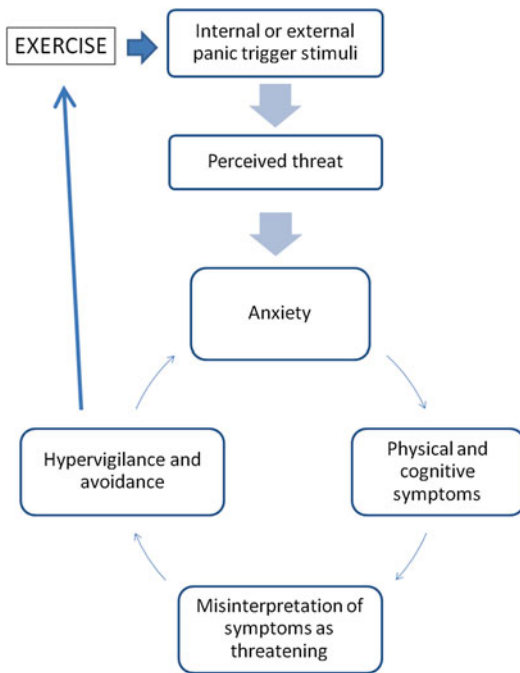 EXERCISE
Internal or external
panic trigger stimuli
Perceived threat
Anxiety
Physical and
cognitive
symptoms
Misinterpretation of
symptoms as
threatening
Hypervigilance and
avoidance